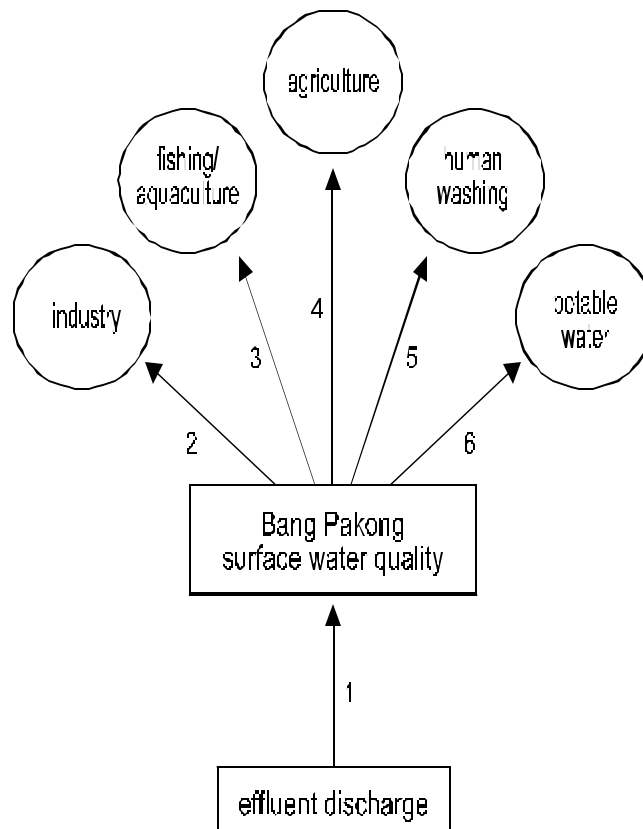 agriculture
fishing/
aquaculture
human
washing
industry
potable
water
4
3
5
2
6
Bang Pakong
surface water quality
1
effluent discharge